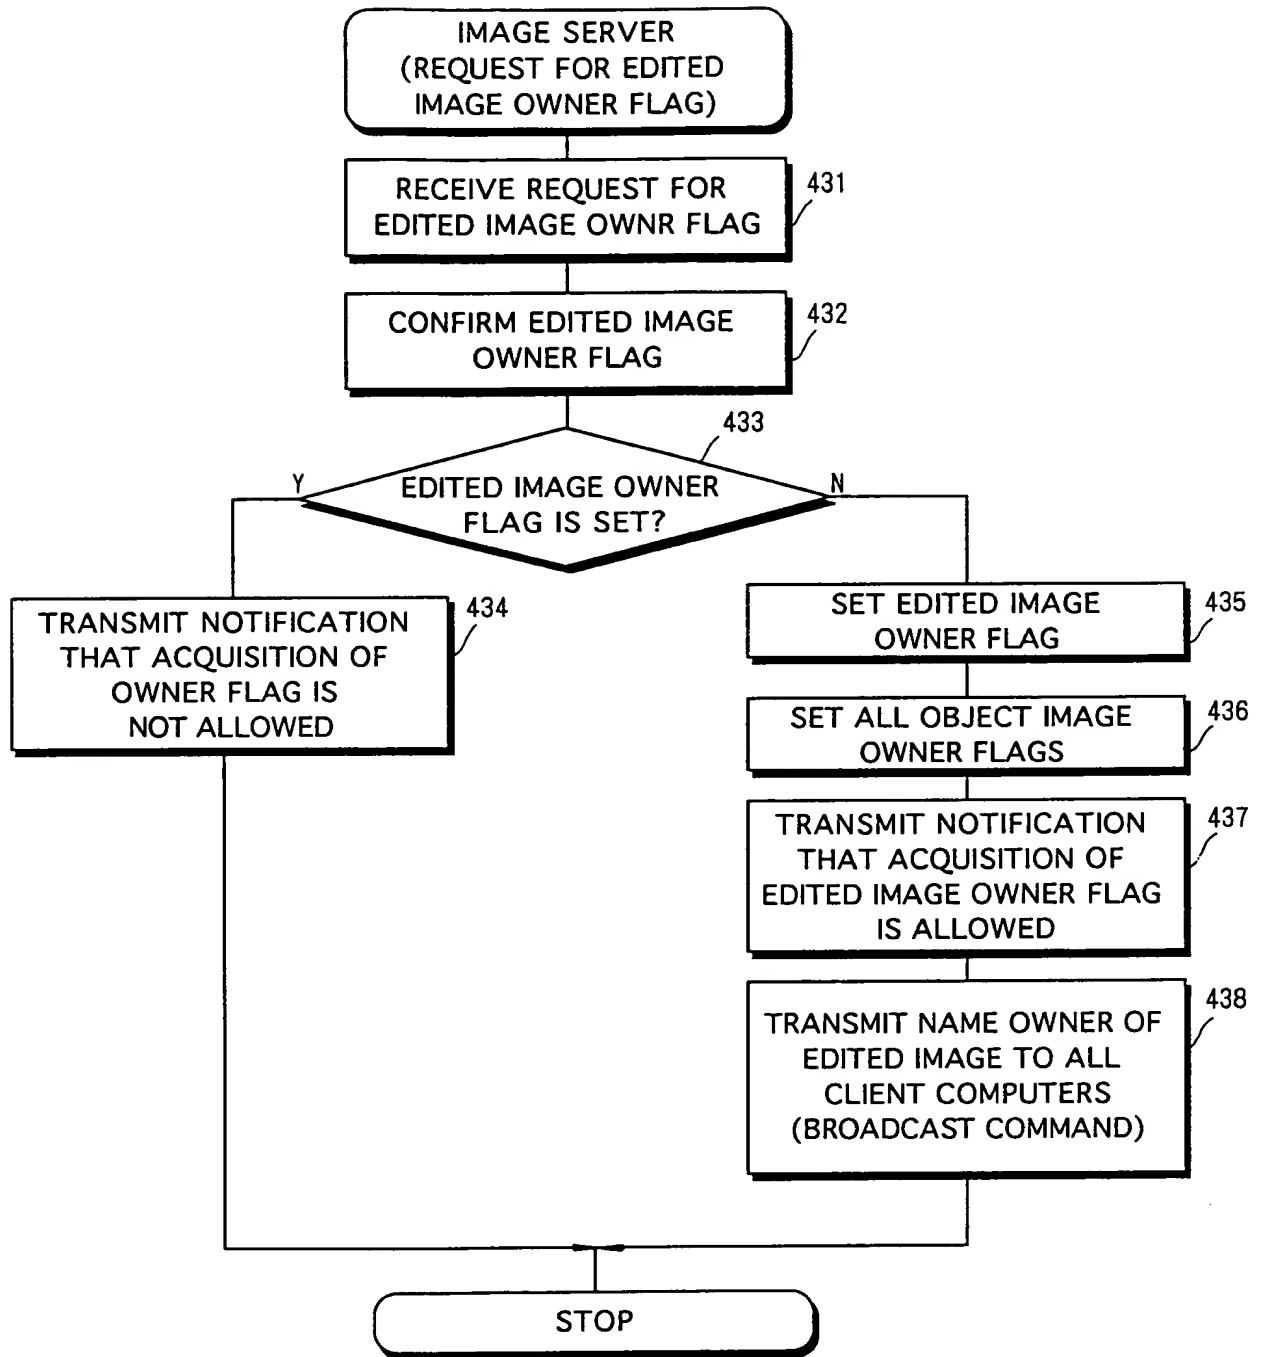 IMAGE SERVER
(REQUEST FOR EDITED
IMAGE OWNER FLAG)
RECEIVE REQUEST FOR
EDITED IMAGE OWNR FLAG
431
CONFIRM EDITED IMAGE
OWNER FLAG
432
433
Y
EDITED IMAGE OWNER
FLAG IS SET?
N
TRANSMIT NOTIFICATION
THAT ACQUISITION OF
OWNER FLAG IS
NOT ALLOWED
434
SET EDITED IMAGE
OWNER FLAG
435
SET ALL OBJECT IMAGE
OWNER FLAGS
436
TRANSMIT NOTIFICATION
THAT ACQUISITION OF
EDITED IMAGE OWNER FLAG
IS ALLOWED
437
TRANSMIT NAME OWNER OF
EDITED IMAGE TO ALL
CLIENT COMPUTERS
(BROADCAST COMMAND)
438
STOP